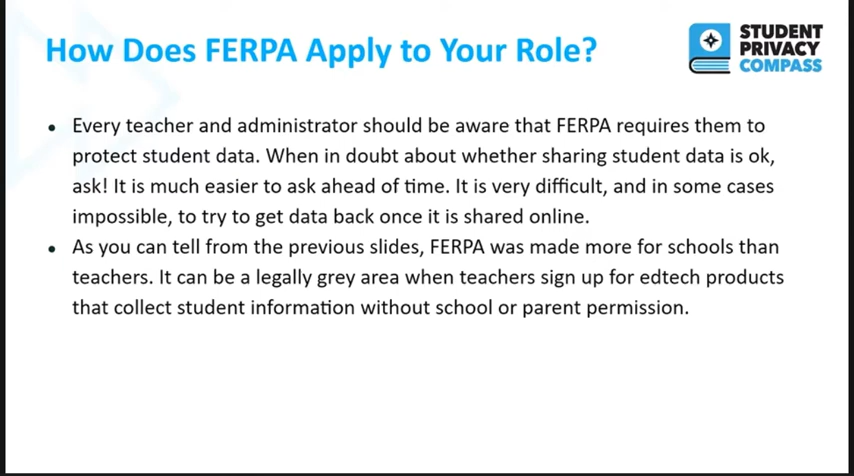 How Does FERPA Apply to Your Role?
STUDENT
PRIVACY
COMPASS
• Every teacher and administrator should be aware that FERPA requires them to
protect student data. When in doubt about whether sharing student data is ok,
ask! It is much easier to ask ahead of time. It is very difficult, and in some cases
impossible, to try to get data back once it is shared online.
• As you can tell from the previous slides, FERPA was made more for schools than
teachers. It can be a legally grey area when teachers sign up for edtech products
that collect student information without school or parent permission.